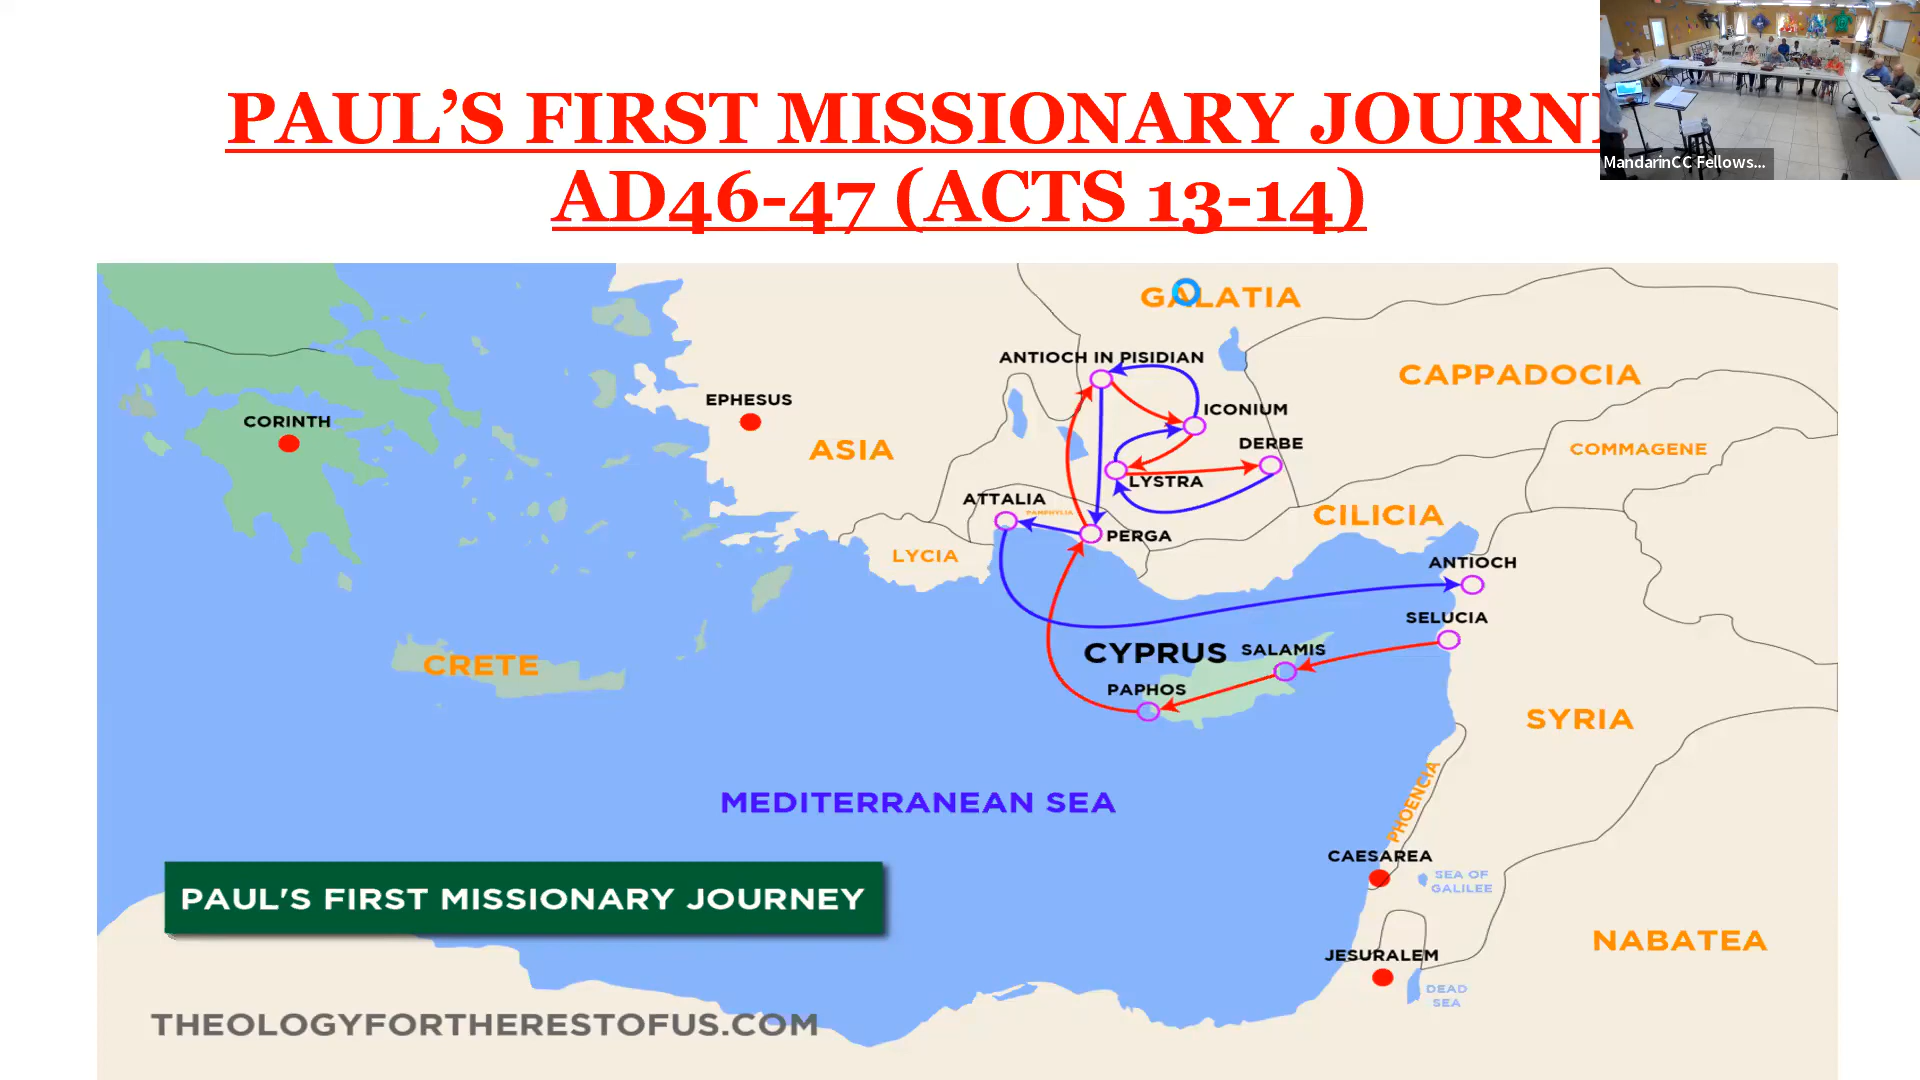 PAUL’S FIRST MISSIONARY JOURN
AD46-47 (ACTS 13-14)
MandarinCC Fellows...
GALATIA
ANTIOCH IN PISIDIAN
CAPPADOCIA
EPHESUS
ICONIUM
CORINTH
DERBE
ASIA
COMMAGENE
LYSTRA
ATTALIA
PAMPHYLIA
CILICIA
PERGA
LYCIA
ANTIOCH
SELUCIA
CYPRUS
SALAMIS
CRETE
PAPHOS
SYRIA
MEDITERRANEAN SEA
PHOENCIA
CAESAREA
SEA OF
GALILEE
PAUL'S FIRST MISSIONARY JOURNEY
NABATEA
JESURALEM
DEAD
SEA
THEOLOGYFORTHERESTOFUS.COM